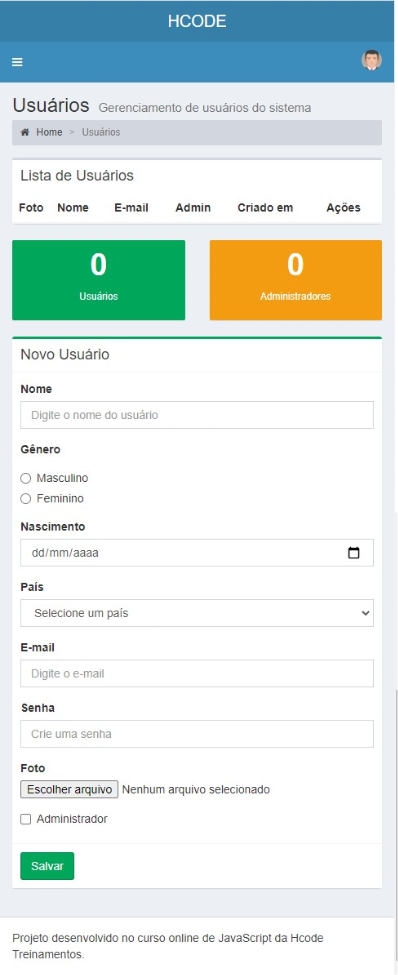 HCODE
Usuários Gerenciamento de usuários do sistema
Home > Usuários
Lista de Usuários
Foto Nome E-mail Admin Criado em Ações
0 0
Usuários Administradores
Novo Usuário
Nome
Digite o nome do usuário
Gênero
Masculino
Feminino
Nascimento
dd/mm/aaaa
País
Selecione um país
E-mail
Digite o e-mail
Senha
Crie uma senha
Foto
Escolher arquivo Nenhum arquivo selecionado
Administrador
Salvar
Projeto desenvolvido no curso online de JavaScript da Hcode
Treinamentos.